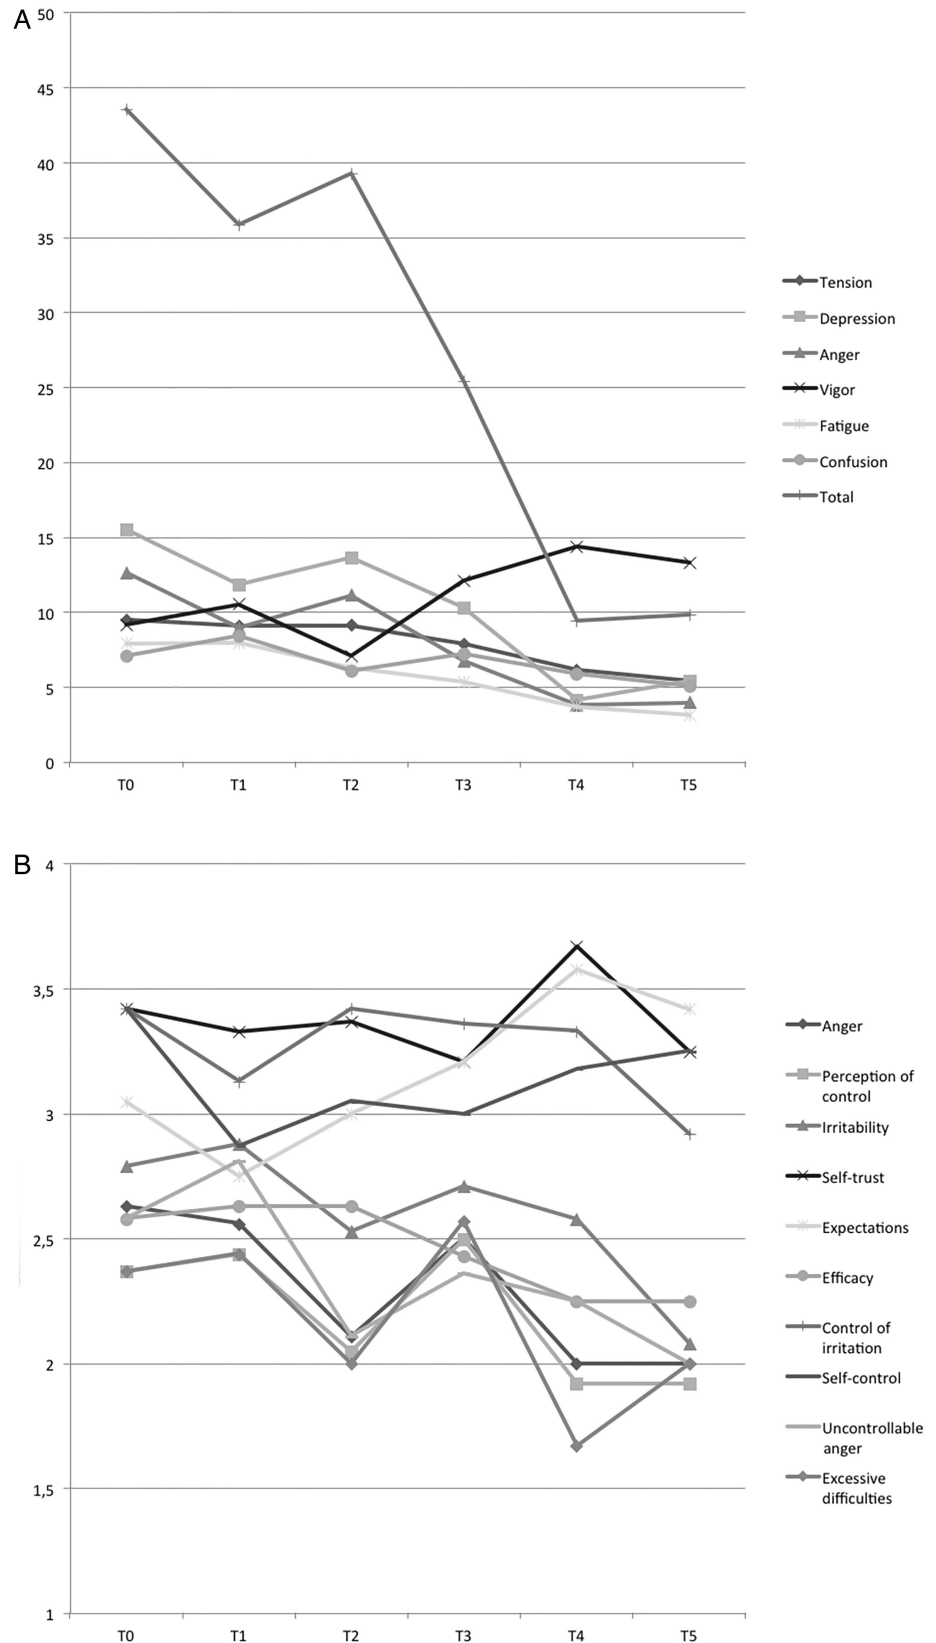 A
50
45
40
35
30
25
20
15
10
5
0
T0 T1 T2 T3 T4 T5
Tension
Depression
Anger
Vigor
Fatigue
Confusion
Total
B
4
3,5
3
2,5
2
1,5
1
T0 T1 T2 T3 T4 T5
Anger
Perception of
control
Irritability
Self-trust
Expectations
Efficacy
Control of
irritation
Self-control
Uncontrollable
anger
Excessive
difficulties